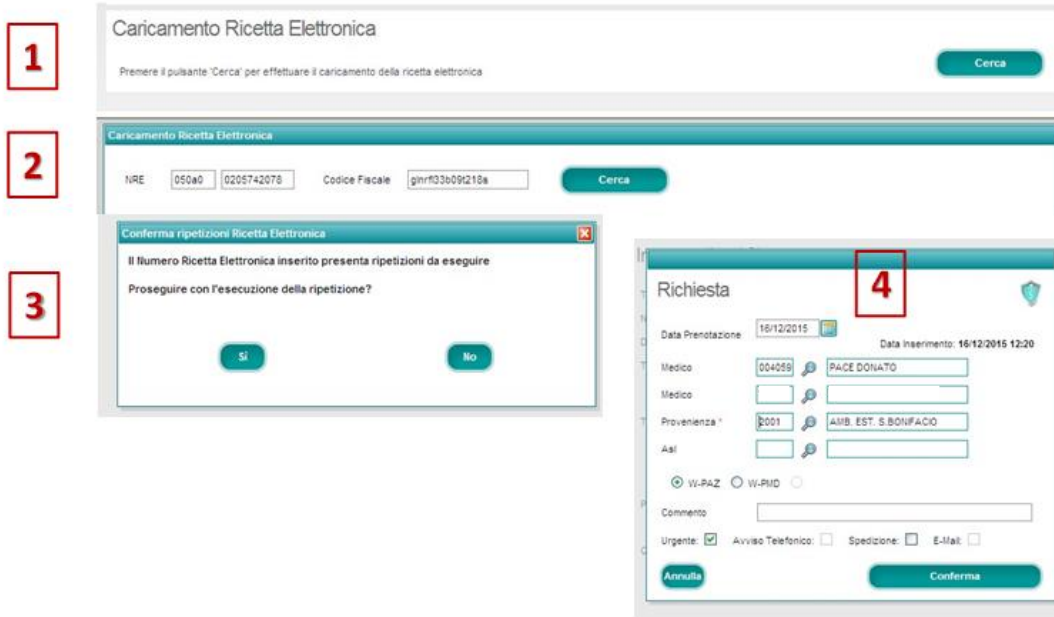 1
Caricamento Ricetta Elettronica
Premere il pulsante 'Cerca' per effettuare il caricamento della ricetta elettronica
Cerca
2
Caricamento Ricetta Elettronica
NRE 050a0 0205742078 Codice Fiscale glnrfl33b09t218a Cerca
3
Conferma ripetizioni Ricetta Elettronica
Il Numero Ricetta Elettronica inserito presenta ripetizioni da eseguire
Proseguire con l'esecuzione della ripetizione?
Sì No
4
Richiesta
Data Prenotazione 16/12/2015
Data Inserimento: 16/12/2015 12:20
Medico 004059 PACE DONATO
Medico
Provenienza * 2001 AMB. EST. S.BONIFACIO
Asl
W-PAZ W-PMD
Commento
Urgente: Avviso Telefonico: Spedizione: E-Mail:
Annulla Conferma